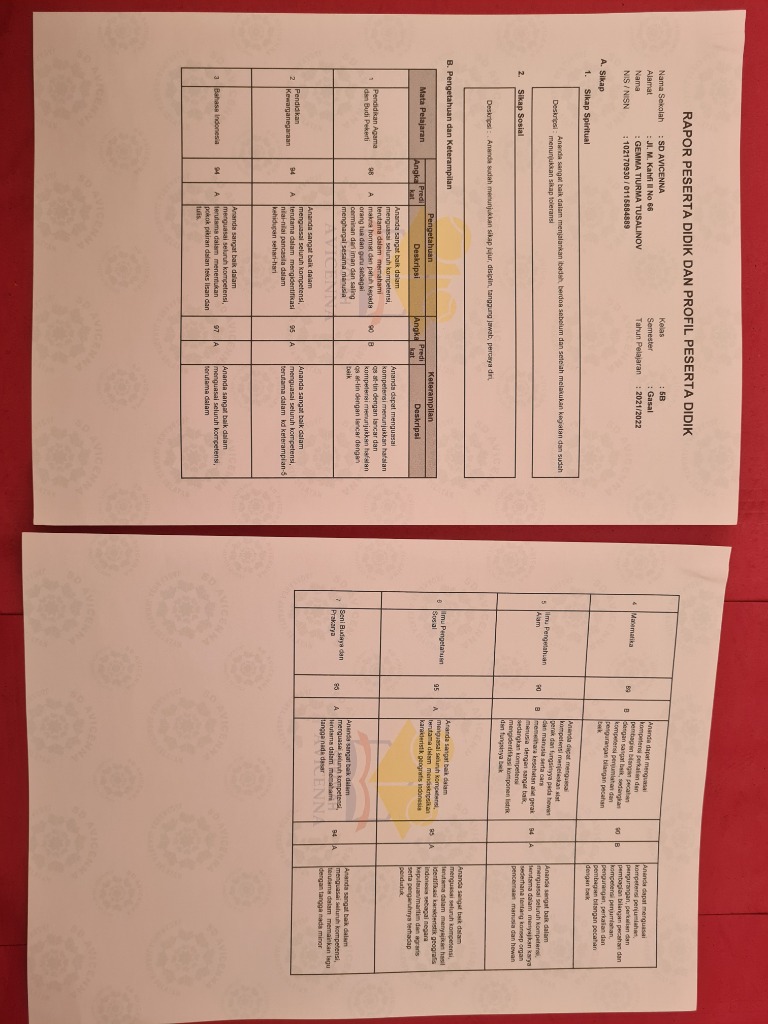 RAPOR PESERTA DIDIK DAN PROFIL PESERTA DIDIK
Nama Sekolah : SD AVICENNA Kelas : 5B
Alamat : Jl. M. Kahfi II No 66 Semester : Gasal
Nama : GEMMA TIURMA TUSALINOV Tahun Pelajaran : 2021/2022
NIS / NISN : 102170930 / 0115884889
A. Sikap
1. Sikap Spiritual
Deskripsi : Ananda sangat baik dalam menjalankan ibadah, berdoa sebelum dan setelah melakukan kegiatan dan sudah
menunjukkan sikap toleransi
2. Sikap Sosial
Deskripsi : Ananda sudah menunjukkan sikap jujur, disiplin, tanggung jawab, percaya diri,
B. Pengetahuan dan Keterampilan
Mata Pelajaran
Pengetahuan
Keterampilan
Angka
Predi
kat
Deskripsi
Angka
Predi
kat
Deskripsi
1
Pendidikan Agama
dan Budi Pekerti
98
A
Ananda sangat baik dalam
menguasai seluruh kompetensi,
terutama dalam memahami
makna hormat dan patuh kepada
orang tua dan guru sebagai
cerminan dari iman dan saling
menghargai sesama manusia
90
B
Ananda dapat menguasai
kompetensi menunjukkan hafalan
qs at-tin dengan lancar dan
kompetensi menunjukkan hafalan
qs at-tin dengan lancar dengan
baik
2
Pendidikan
Kewarganegaraan
94
A
Ananda sangat baik dalam
menguasai seluruh kompetensi,
terutama dalam mengidentifikasi
nilai-nilai pancasila dalam
kehidupan sehari-hari
95
A
Ananda sangat baik dalam
menguasai seluruh kompetensi,
terutama dalam kd keterampilan-5
3
Bahasa Indonesia
94
A
Ananda sangat baik dalam
menguasai seluruh kompetensi,
terutama dalam menentukan
pokok pikiran dalam teks lisan dan
tulis.
97
A
Ananda sangat baik dalam
menguasai seluruh kompetensi,
terutama dalam
4
Matematika
89
B
Ananda dapat menguasai
kompetensi perkalian dan
pembagian bilangan pecahan
dengan sangat baik, sedangkan
kompetensi penjumlahan dan
pengurangan bilangan pecahan
baik
90
B
Ananda dapat menguasai
kompetensi penjumlahan,
pengurangan, perkalian dan
pembagian bilangan pecahan dan
kompetensi penjumlahan,
pengurangan, perkalian dan
pembagian bilangan pecahan
dengan baik
5
Ilmu Pengetahuan
Alam
90
B
Ananda dapat menguasai
kompetensi menjelaskan alat
gerak dan fungsinya pada hewan
dan manusia serta cara
memelihara kesehatan alat gerak
manusia dengan sangat baik,
sedangkan kompetensi
mengidentifikasi komponen listrik
dan fungsinya baik
94
A
Ananda sangat baik dalam
menguasai seluruh kompetensi,
terutama dalam menyajikan karya
sederhana tentang konsep organ
pencernaan manusia dan hewan
6
Ilmu Pengetahuan
Sosial
95
A
Ananda sangat baik dalam
menguasai seluruh kompetensi,
terutama dalam mendeskripsikan
karakteristik geografis indonesia
95
A
Ananda sangat baik dalam
menguasai seluruh kompetensi,
terutama dalam menyajikan hasil
identifikasi karakteristik geografis
indonesia sebagai negara
kepulauan/maritim dan agraris
serta pengaruhnya terhadap
penduduk.
7
Seni Budaya dan
Prakarya
A
Ananda sangat baik dalam
menguasai seluruh kompetensi,
terutama dalam memahami
tangga nada dasar
94
A
Ananda sangat baik dalam
menguasai seluruh kompetensi,
terutama dalam memainkan lagu
dengan tangga nada minor